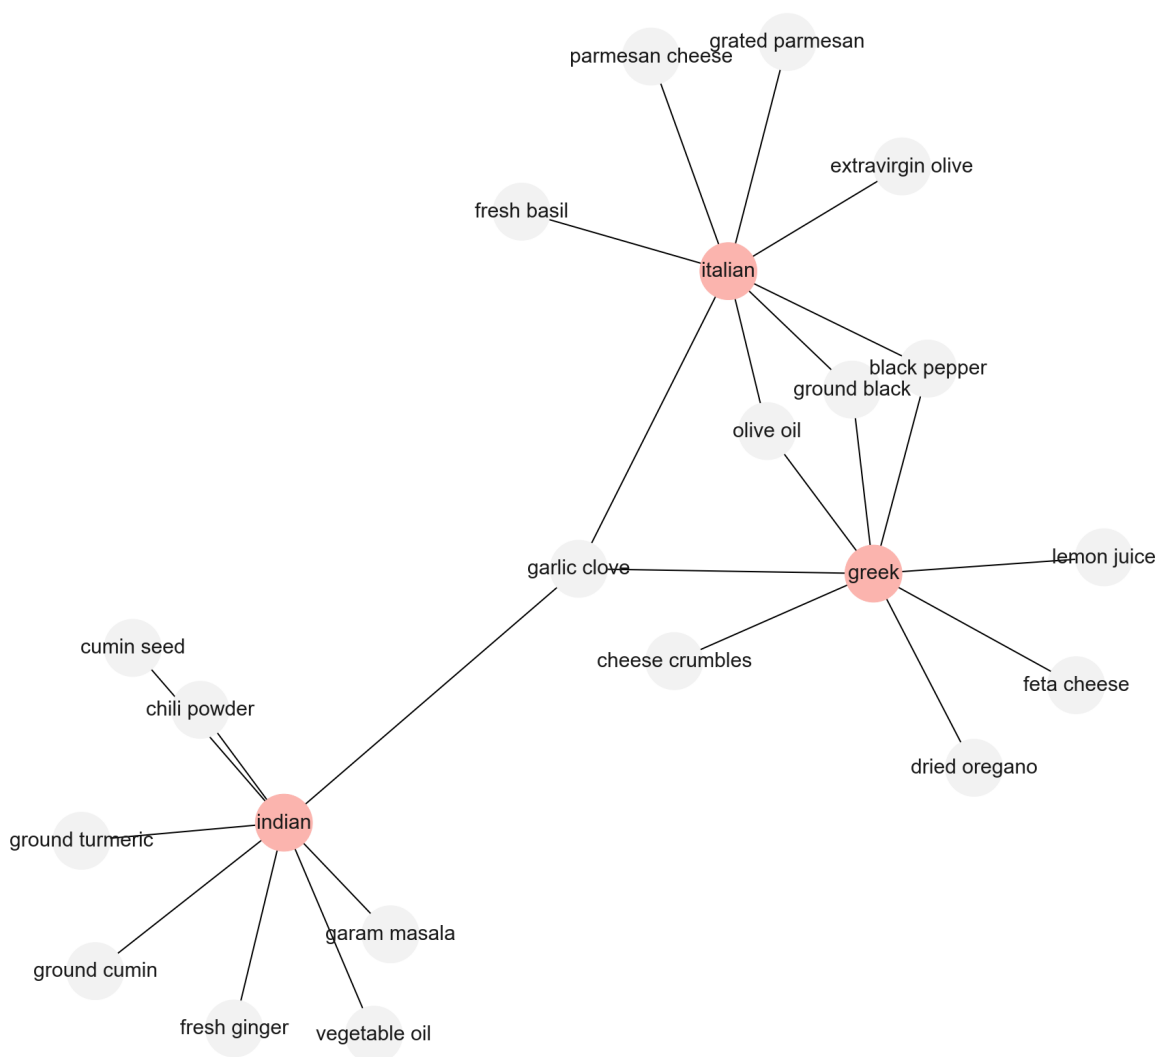 grated parmesan
parmesan cheese
extravirgin olive
fresh basil
italian
black pepper
ground black
olive oil
lemon juice
garlic clove
greek
cumin seed
cheese crumbles
feta cheese
chili powder
dried oregano
indian
ground turmeric
garam masala
ground cumin
fresh ginger
vegetable oil